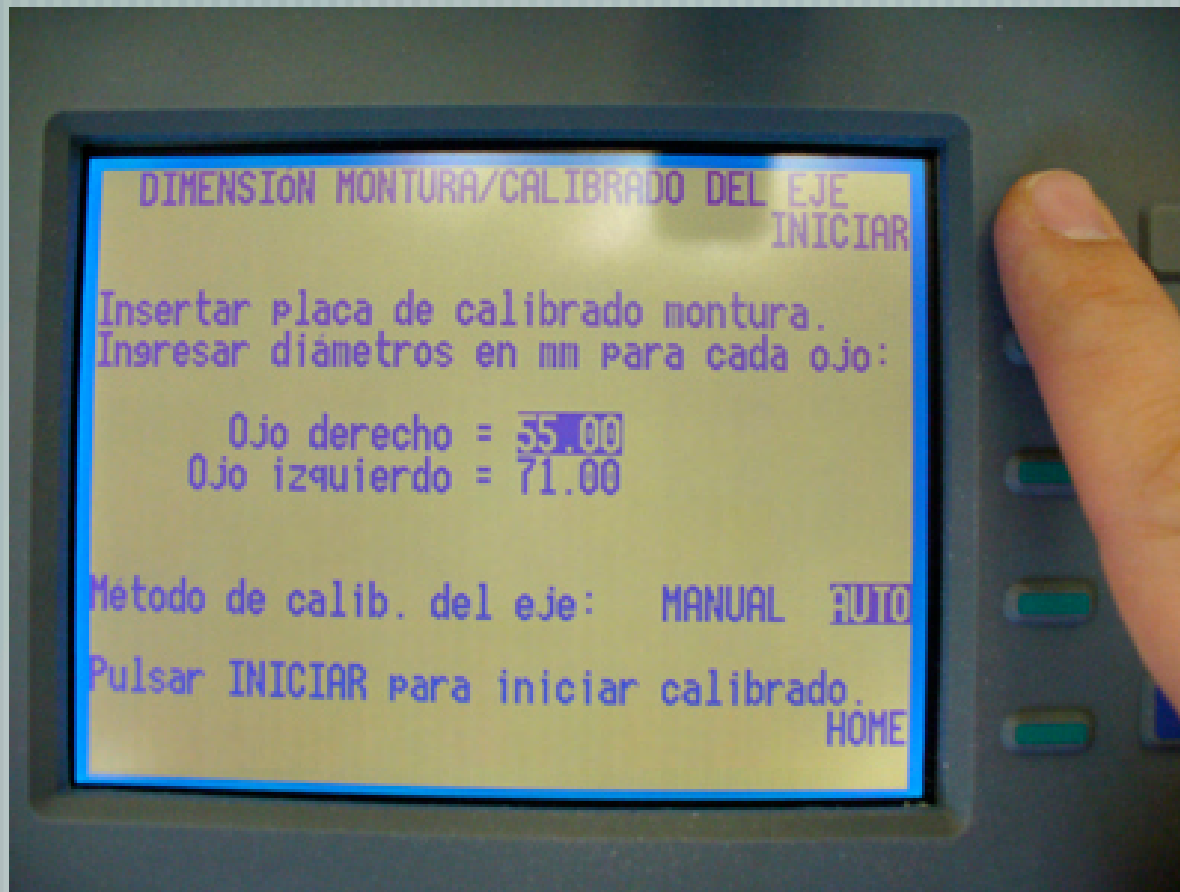 DIMENSIÓN MONTURA/CALIBRADO DEL EJE
INICIAR
Insertar placa de calibrado montura.
Ingresar diámetros en mm para cada ojo:
Ojo derecho = 55.00
Ojo izquierdo = 71.00
Método de calib. del eje: MANUAL AUTO
Pulsar INICIAR para iniciar calibrado.
HOME